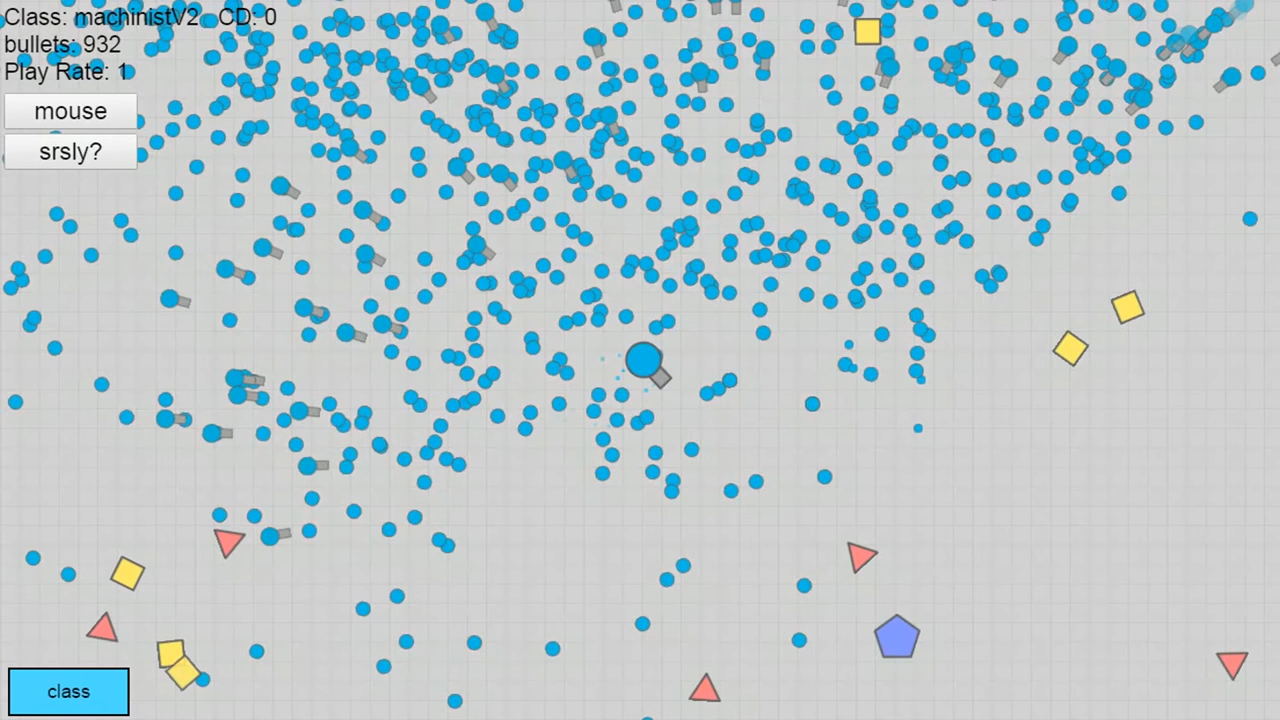 Class: machinistV2   CD: 0
bullets: 932
Play Rate: 1
mouse
srsly?
class